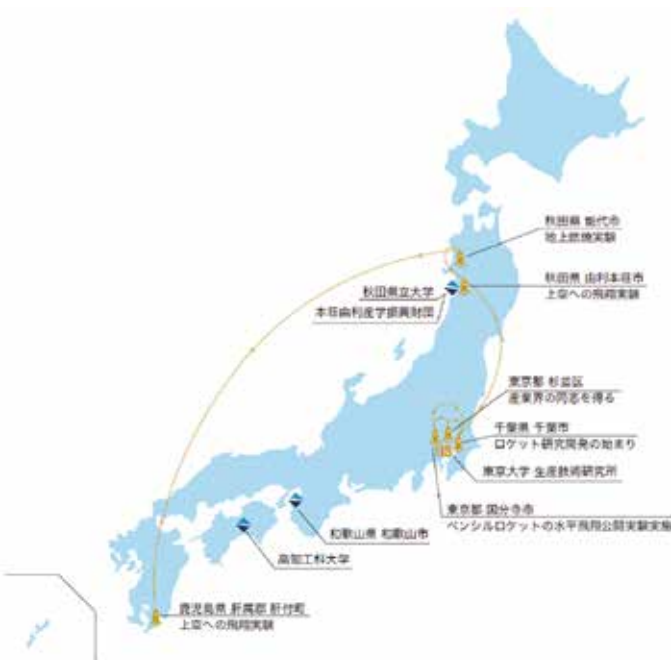 秋田県 能代市
地上燃焼実験
秋田県 由利本荘市
上空への飛翔実験
秋田県立大学
本荘由利産学振興財団
東京都 杉並区
産業界の同志を得る
千葉県 千葉市
ロケット研究開発の始まり
東京大学 生産技術研究所
東京都 国分寺市
ペンシルロケットの水平飛翔公開実験実施
和歌山県 和歌山市
高知工科大学
鹿児島県 肝属郡 肝付町
上空への飛翔実験